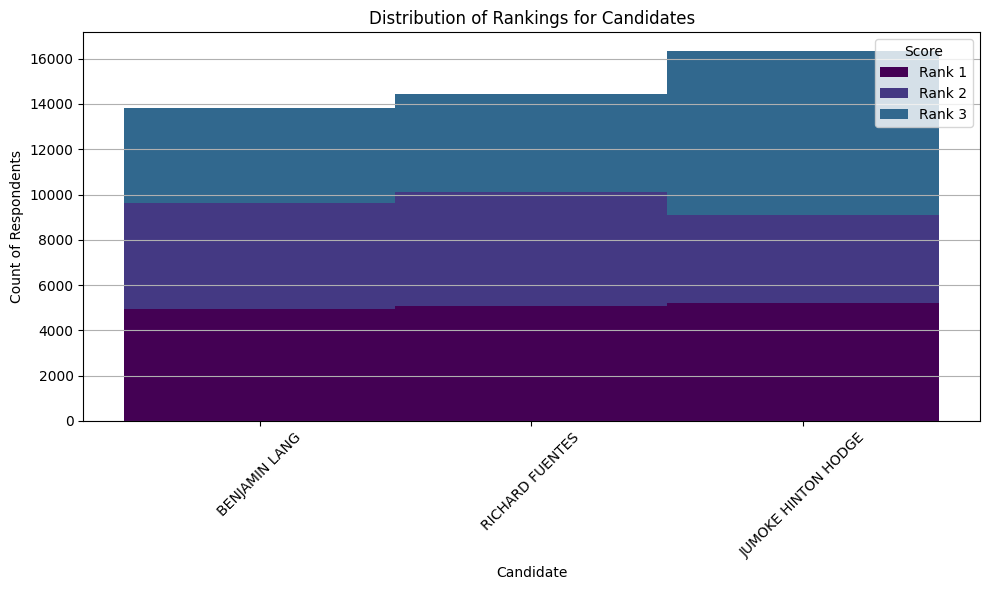 Distribution of Rankings for Candidates
Count of Respondents
16000
14000
12000
10000
8000
6000
4000
2000
0
Score
Rank 1
Rank 2
Rank 3
BENJAMIN LANG
RICHARD FUENTES
JUMOKE HINTON HODGE
Candidate